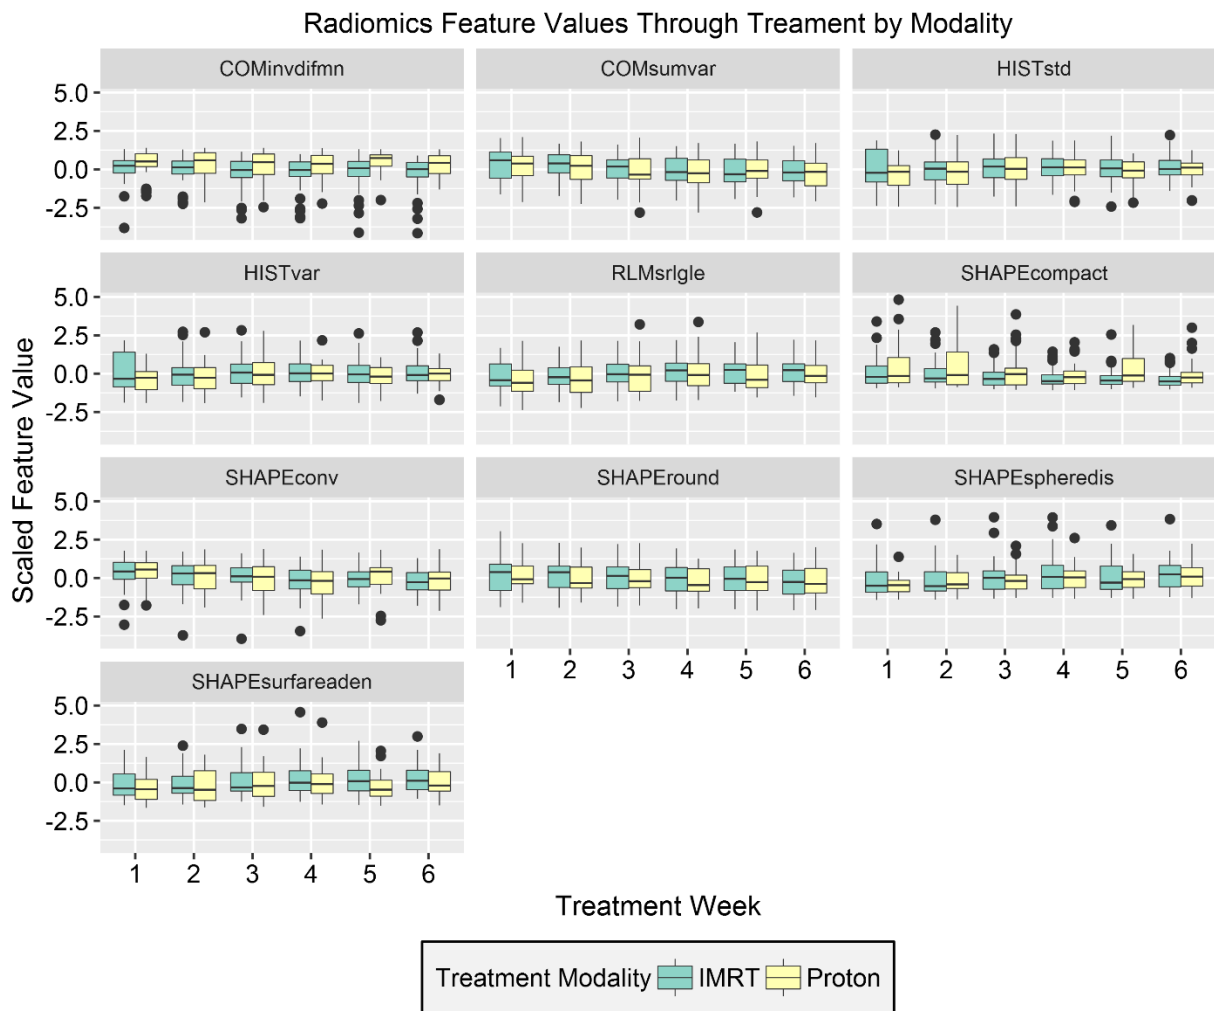 Radiomics Feature Values Through Treament by Modality
COMinvdifmn COMsumvar HISTstd
5.0
2.5
0.0
-2.5
HISTvar RLMsrlgle SHAPEcompact
5.0
2.5
0.0
-2.5
SHAPEconv SHAPEround SHAPEspheredis
5.0
2.5
0.0
-2.5
1 2 3 4 5 6 1 2 3 4 5 6
SHAPEsurfareaden
5.0
2.5
0.0
-2.5
1 2 3 4 5 6
Scaled Feature Value
Treatment Week
Treatment Modality IMRT Proton